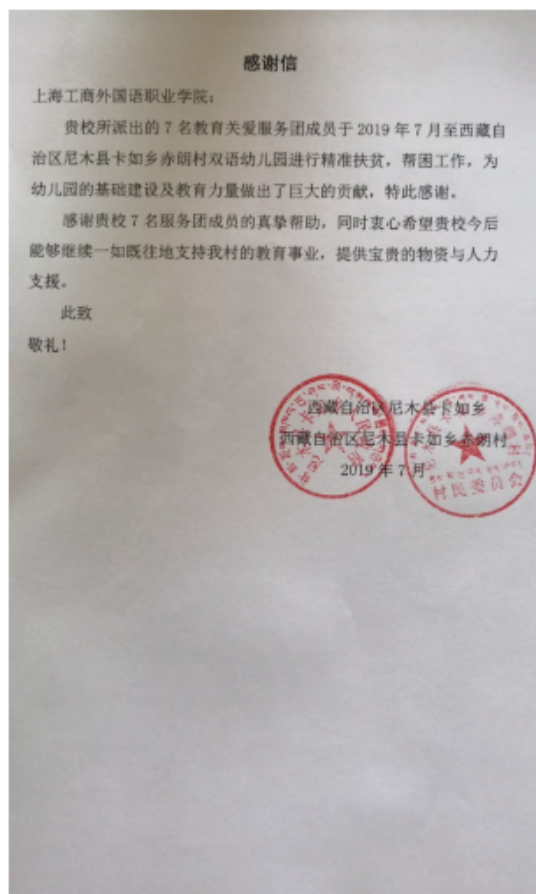 感谢信
上海工商外国语职业学院：
贵校所派出的7名教育关爱服务团成员于2019年7月至西藏自
治区尼木县卡如乡赤朗村双语幼儿园进行精准扶贫，帮困工作，为
幼儿园的基础建设及教育力量做出了巨大的贡献，特此感谢。
感谢贵校7名服务团成员的真挚帮助，同时衷心希望贵校今后
能够继续一如既往地支持我村的教育事业，提供宝贵的物资与人力
支援。
此致
敬礼！
西藏自治区尼木县卡如乡
西藏自治区尼木县卡如乡赤朗村
2019年7月
村民委员会